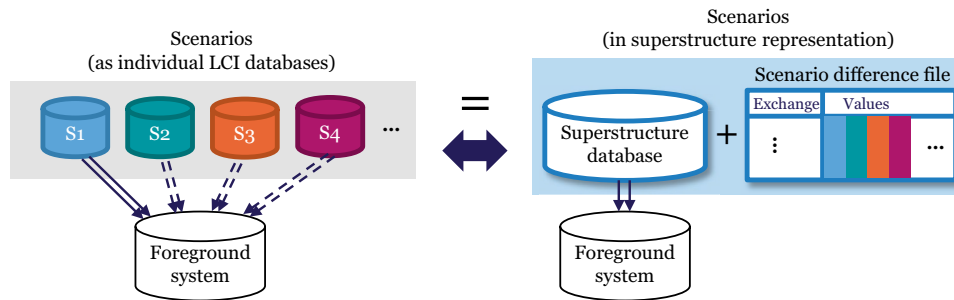 Scenarios
(as individual LCI databases)
S1
S2
S3
S4
...
Foreground
system
=
Scenarios
(in superstructure representation)
Superstructure
database
+
Scenario difference file
Exchange
Values
⋮
...
Foreground
system